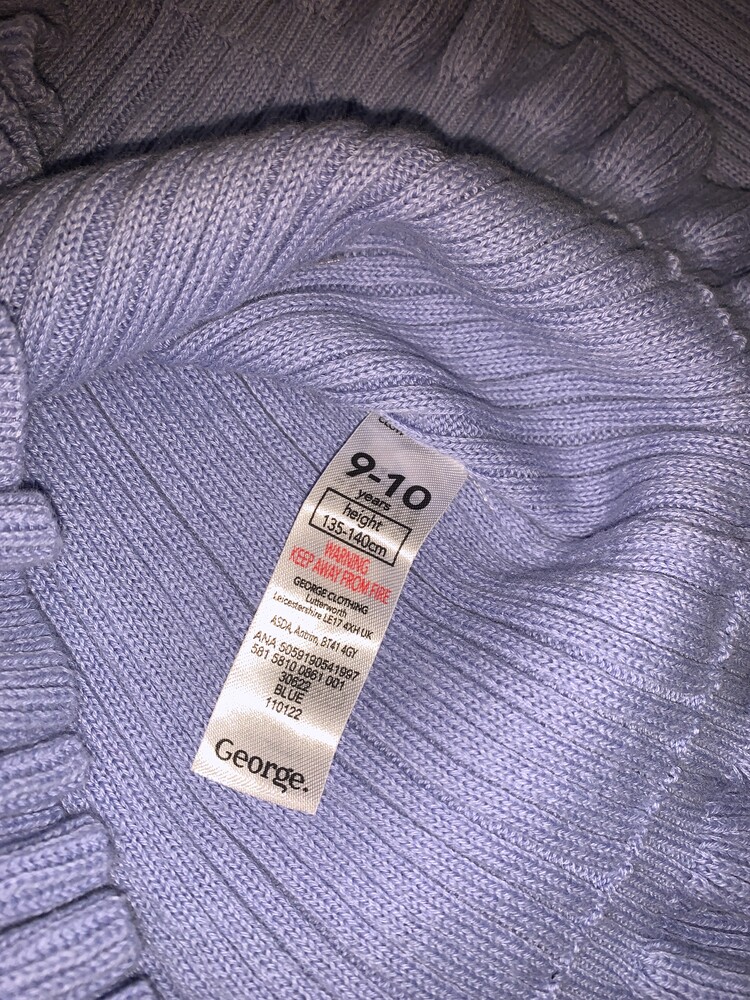 9-10
years
height
135-140cm
WARNING
KEEP AWAY FROM FIRE
GEORGE CLOTHING
Lutterworth
Leicestershire LE17 4XH UK
ASDA, Antrim, BT41 4GY
ANA 5059190541997
581 5810 0861 001
30622
BLUE
110122
George.